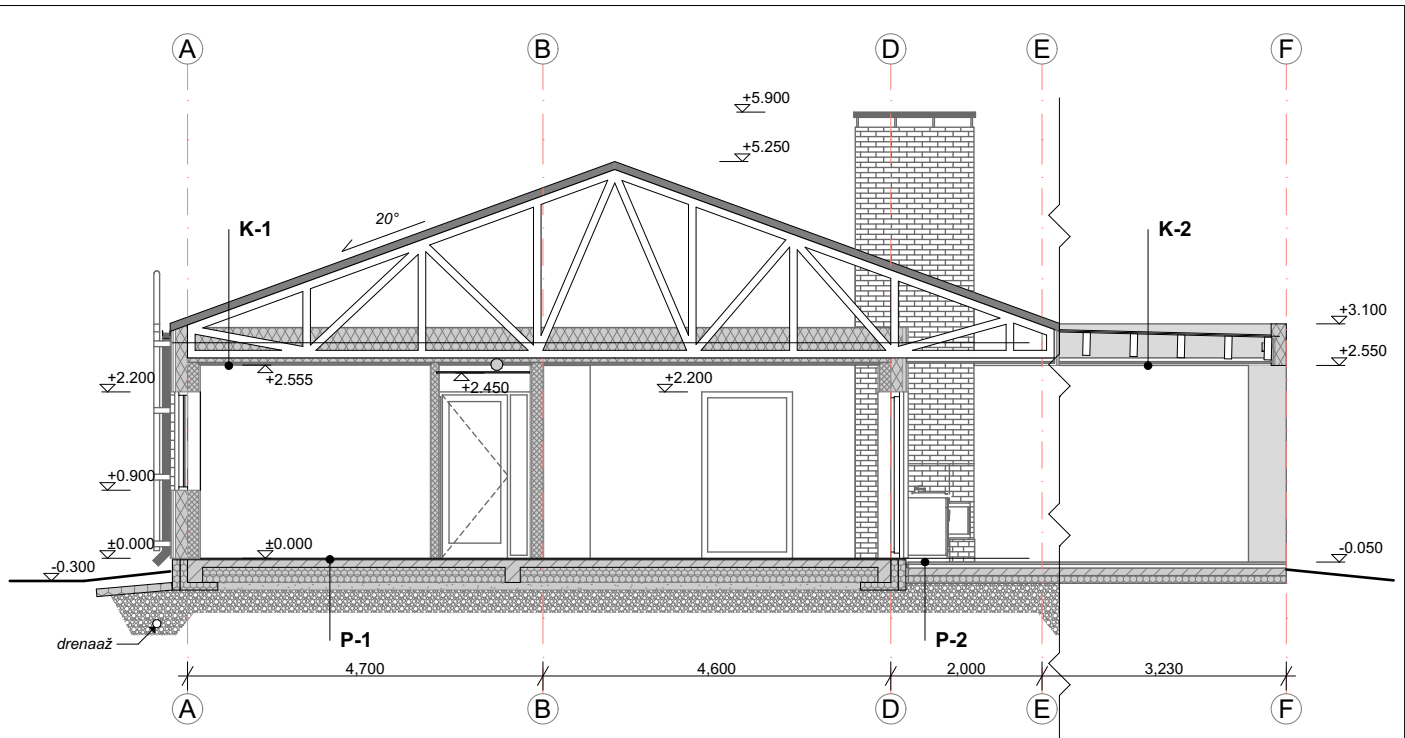 A B D E F
+5.900
+5.250
20°
K-1 K-2
+3.100
+2.550
+2.200 +2.555 +2.450 +2.200
+0.900
±0.000 ±0.000
-0.050
-0.300
drenaaž P-1 P-2
4,700 4,600 2,000 3,230
A B D E F